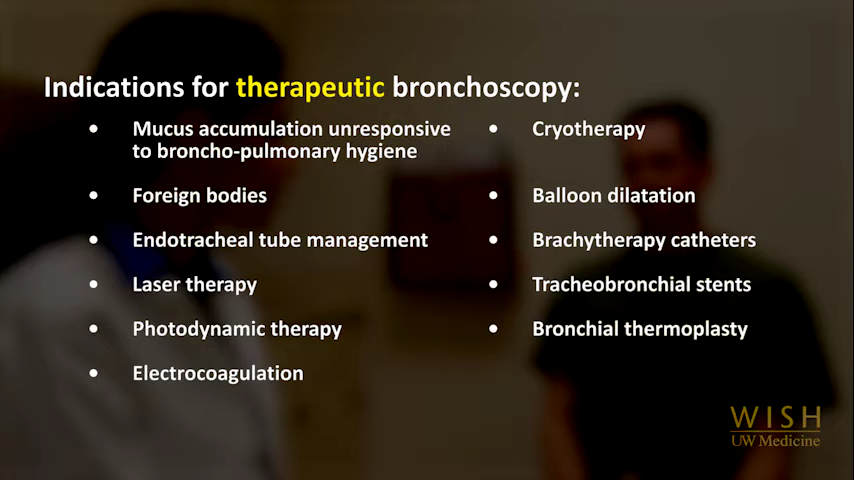 Indications for therapeutic bronchoscopy:
• Mucus accumulation unresponsive
to broncho-pulmonary hygiene
• Foreign bodies
• Endotracheal tube management
• Laser therapy
• Photodynamic therapy
• Electrocoagulation
• Cryotherapy
• Balloon dilatation
• Brachytherapy catheters
• Tracheobronchial stents
• Bronchial thermoplasty
WISH
UW Medicine